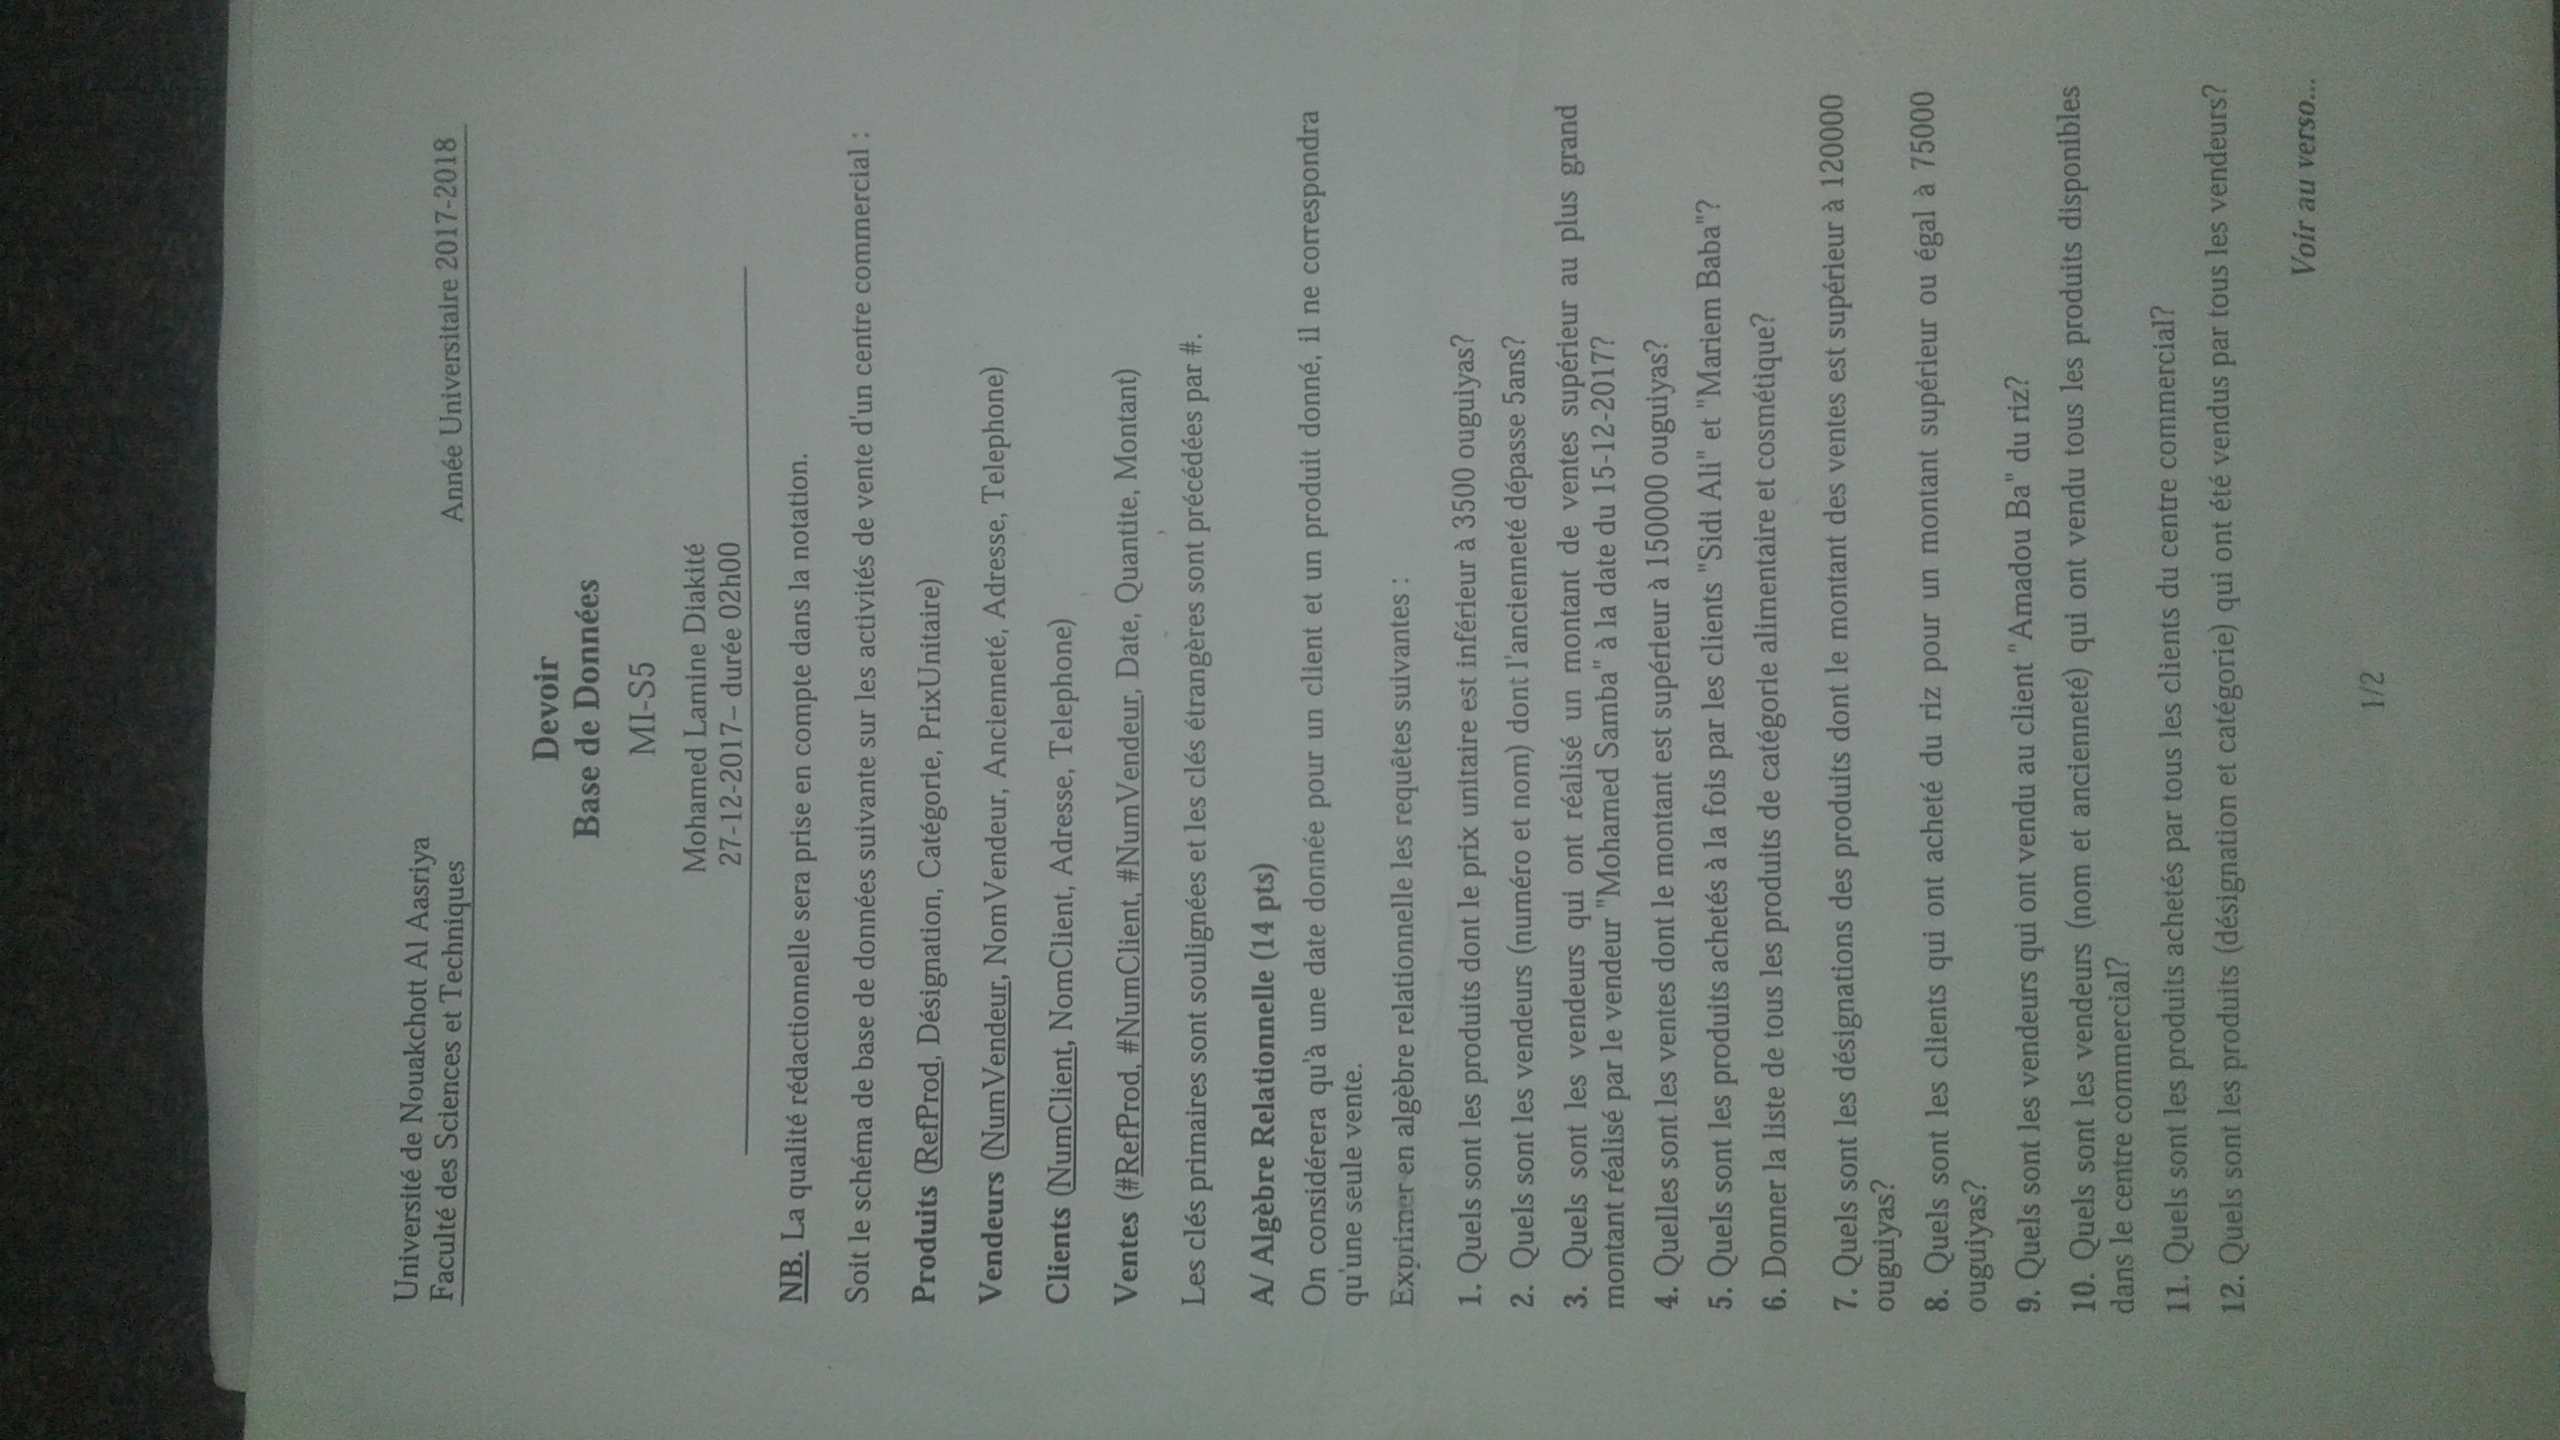 Université de Nouakchott Al Aasriya
Faculté des Sciences et Techniques
Année Universitaire 2017-2018
Devoir
Base de Données
MI-S5
Mohamed Lamine Diakité
27-12-2017– durée 02h00
NB. La qualité rédactionnelle sera prise en compte dans la notation.
Soit le schéma de base de données suivante sur les activités de vente d'un centre commercial :
Produits (RefProd, Désignation, Catégorie, PrixUnitaire)
Vendeurs (NumVendeur, NomVendeur, Ancienneté, Adresse, Telephone)
Clients (NumClient, NomClient, Adresse, Telephone)
Ventes (#RefProd, #NumClient, #NumVendeur, Date, Quantite, Montant)
Les clés primaires sont soulignées et les clés étrangères sont précédées par #.
A/ Algèbre Relationnelle (14 pts)
On considérera qu'à une date donnée pour un client et un produit donné, il ne correspondra
qu'une seule vente.
Exprimer en algèbre relationnelle les requêtes suivantes :
1. Quels sont les produits dont le prix unitaire est inférieur à 3500 ouguiyas?
2. Quels sont les vendeurs (numéro et nom) dont l'ancienneté dépasse 5ans?
3. Quels sont les vendeurs qui ont réalisé un montant de ventes supérieur au plus grand
montant réalisé par le vendeur "Mohamed Samba" à la date du 15-12-2017?
4. Quelles sont les ventes dont le montant est supérieur à 150000 ouguiyas?
5. Quels sont les produits achetés à la fois par les clients "Sidi Ali" et "Mariem Baba"?
6. Donner la liste de tous les produits de catégorie alimentaire et cosmétique?
7. Quels sont les désignations des produits dont le montant des ventes est supérieur à 120000
ouguiyas?
8. Quels sont les clients qui ont acheté du riz pour un montant supérieur ou égal à 75000
ouguiyas?
9. Quels sont les vendeurs qui ont vendu au client "Amadou Ba" du riz?
10. Quels sont les vendeurs (nom et ancienneté) qui ont vendu tous les produits disponibles
dans le centre commercial?
11. Quels sont les produits achetés par tous les clients du centre commercial?
12. Quels sont les produits (désignation et catégorie) qui ont été vendus par tous les vendeurs?
Voir au verso...
1/2